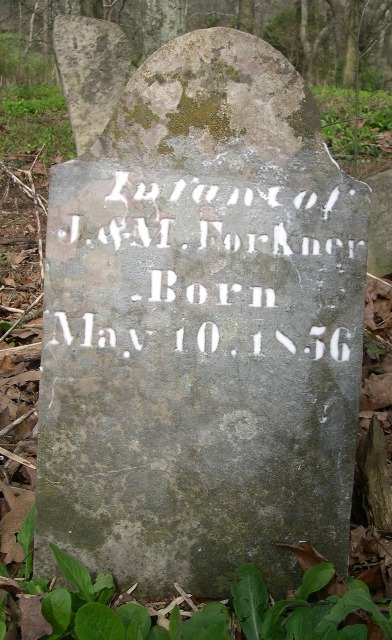 Infant of
J. & M. Forkner
Born
May 10, 1856